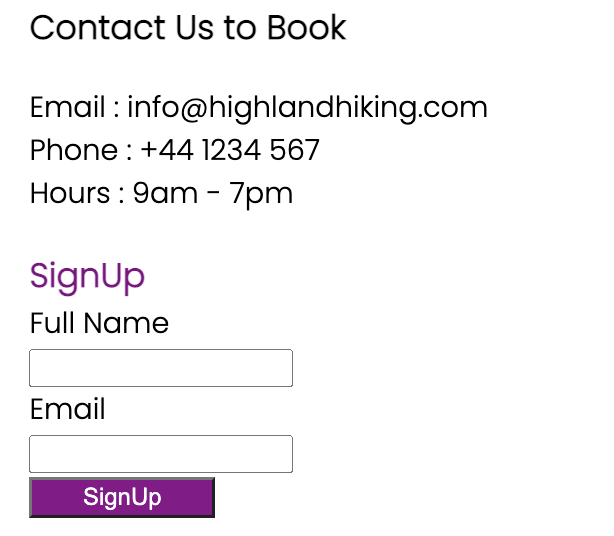 Contact Us to Book
Email : info@highlandhiking.com
Phone : +44 1234 567
Hours : 9am - 7pm
SignUp
Full Name
Email
SignUp